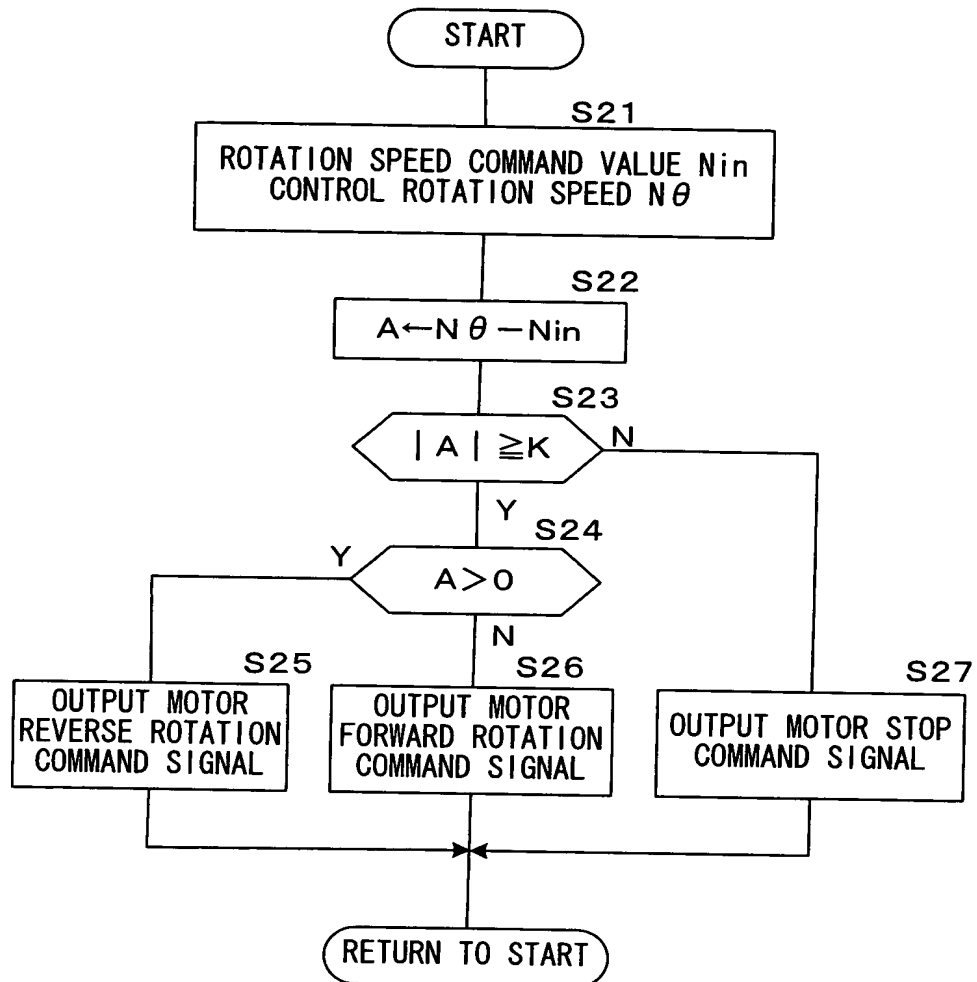 START
S21
ROTATION SPEED COMMAND VALUE Nin
CONTROL ROTATION SPEED Nθ
S22
A←Nθ−Nin
S23
|A|≧K
N
Y
S24
Y
A>0
N
S25
OUTPUT MOTOR
REVERSE ROTATION
COMMAND SIGNAL
S26
OUTPUT MOTOR
FORWARD ROTATION
COMMAND SIGNAL
S27
OUTPUT MOTOR STOP
COMMAND SIGNAL
RETURN TO START